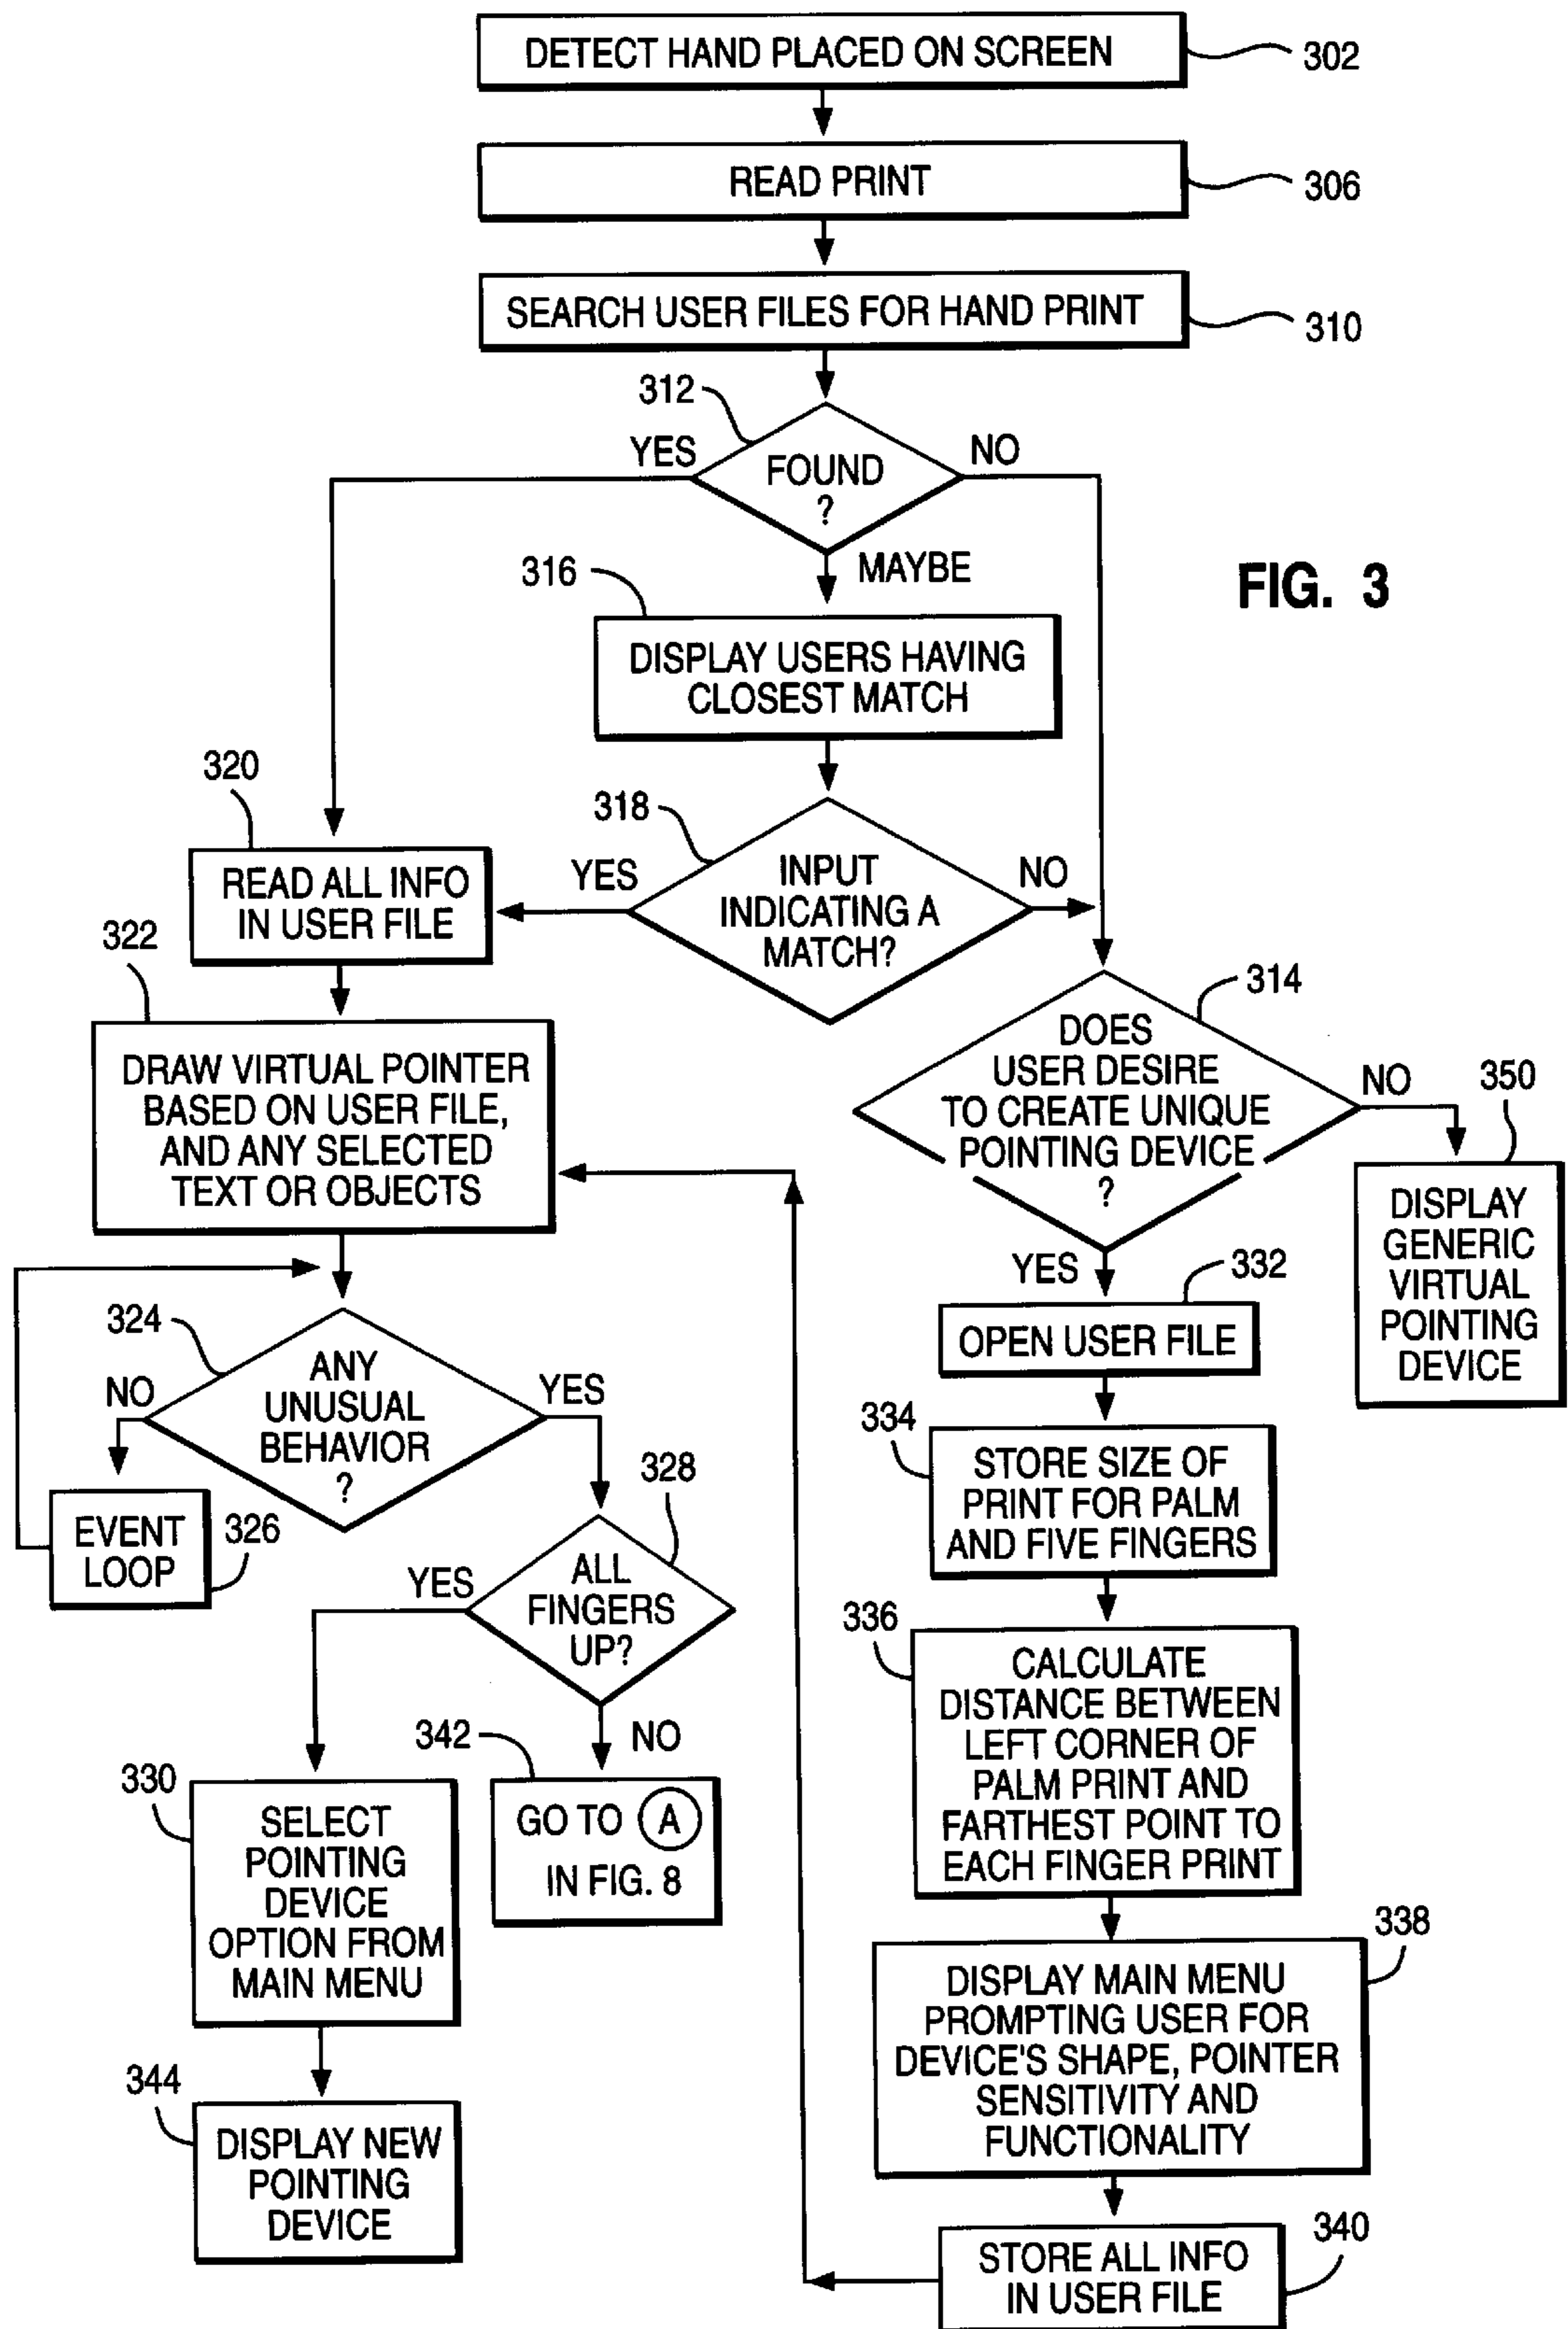 DETECT HAND PLACED ON SCREEN
302
READ PRINT
306
SEARCH USER FILES FOR HAND PRINT
310
312
YES
FOUND
?
NO
MAYBE
FIG. 3
316
DISPLAY USERS HAVING
CLOSEST MATCH
320
READ ALL INFO
IN USER FILE
318
YES
INPUT
INDICATING A
MATCH?
NO
322
DRAW VIRTUAL POINTER
BASED ON USER FILE,
AND ANY SELECTED
TEXT OR OBJECTS
314
DOES
USER DESIRE
TO CREATE UNIQUE
POINTING DEVICE
?
NO
350
DISPLAY
GENERIC
VIRTUAL
POINTING
DEVICE
YES
332
OPEN USER FILE
324
NO
ANY
UNUSUAL
BEHAVIOR
?
YES
EVENT
LOOP
326
328
YES
ALL
FINGERS
UP?
NO
334
STORE SIZE OF
PRINT FOR PALM
AND FIVE FINGERS
336
CALCULATE
DISTANCE BETWEEN
LEFT CORNER OF
PALM PRINT AND
FARTHEST POINT TO
EACH FINGER PRINT
342
GO TO A
IN FIG. 8
330
SELECT
POINTING
DEVICE
OPTION FROM
MAIN MENU
338
DISPLAY MAIN MENU
PROMPTING USER FOR
DEVICE'S SHAPE, POINTER
SENSITIVITY AND
FUNCTIONALITY
344
DISPLAY NEW
POINTING
DEVICE
340
STORE ALL INFO
IN USER FILE